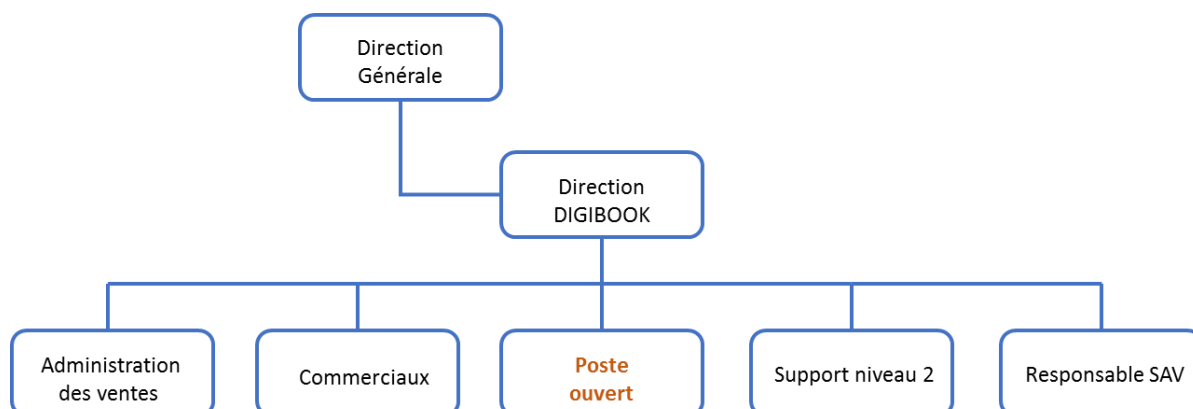 Direction
Générale
Direction
DIGIBOOK
Administration
des ventes
Commerciaux
Poste
ouvert
Support niveau 2
Responsable SAV